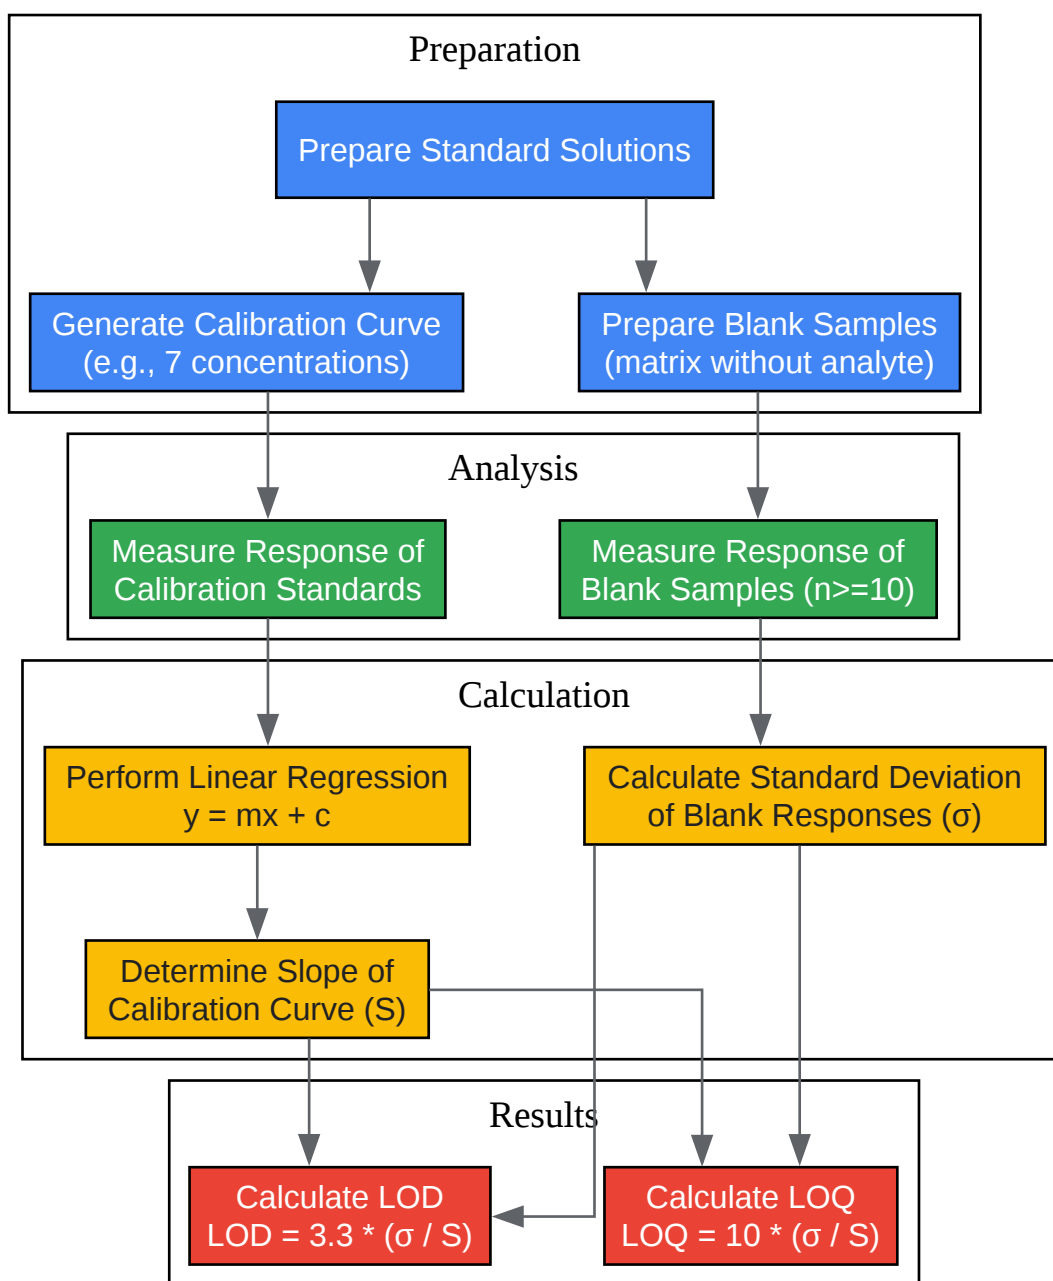 Preparation
Prepare Standard Solutions
Generate Calibration Curve
(e.g., 7 concentrations)
Prepare Blank Samples
(matrix without analyte)
Analysis
Measure Response of
Calibration Standards
Measure Response of
Blank Samples (n>=10)
Calculation
Perform Linear Regression
y = mx + c
Calculate Standard Deviation
of Blank Responses (σ)
Determine Slope of
Calibration Curve (S)
Results
Calculate LOD
LOD = 3.3 * (σ / S)
Calculate LOQ
LOQ = 10 * (σ / S)